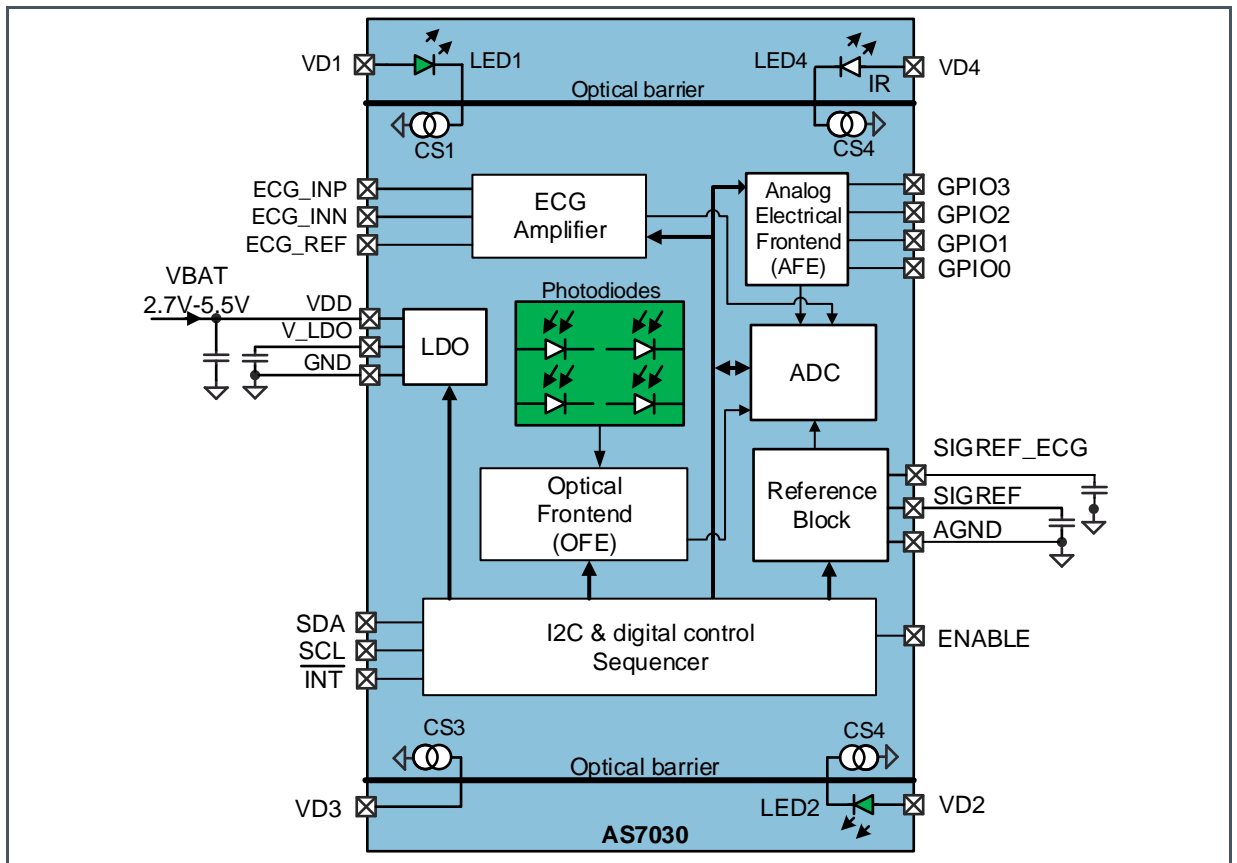 VD1
LED1
LED4
IR
VD4
Optical barrier
CS1
CS4
ECG_INP
ECG_INN
ECG_REF
ECG
Amplifier
Analog
Electrical
Frontend
(AFE)
GPIO3
GPIO2
GPIO1
GPIO0
VBAT
2.7V-5.5V
VDD
V_LDO
GND
LDO
Photodiodes
ADC
Optical
Frontend
(OFE)
Reference
Block
SIGREF_ECG
SIGREF
AGND
SDA
SCL
INT
I2C & digital control
Sequencer
ENABLE
CS3
CS4
Optical barrier
VD3
LED2
VD2
AS7030